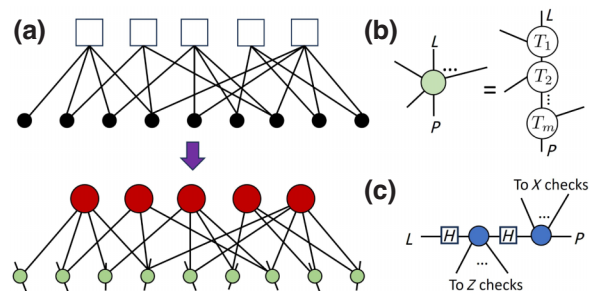 (a)
(b)
L
...
P
=
L
T1
T2
...
Tm
P
(c)
To X checks
...
L
H
H
P
...
To Z checks